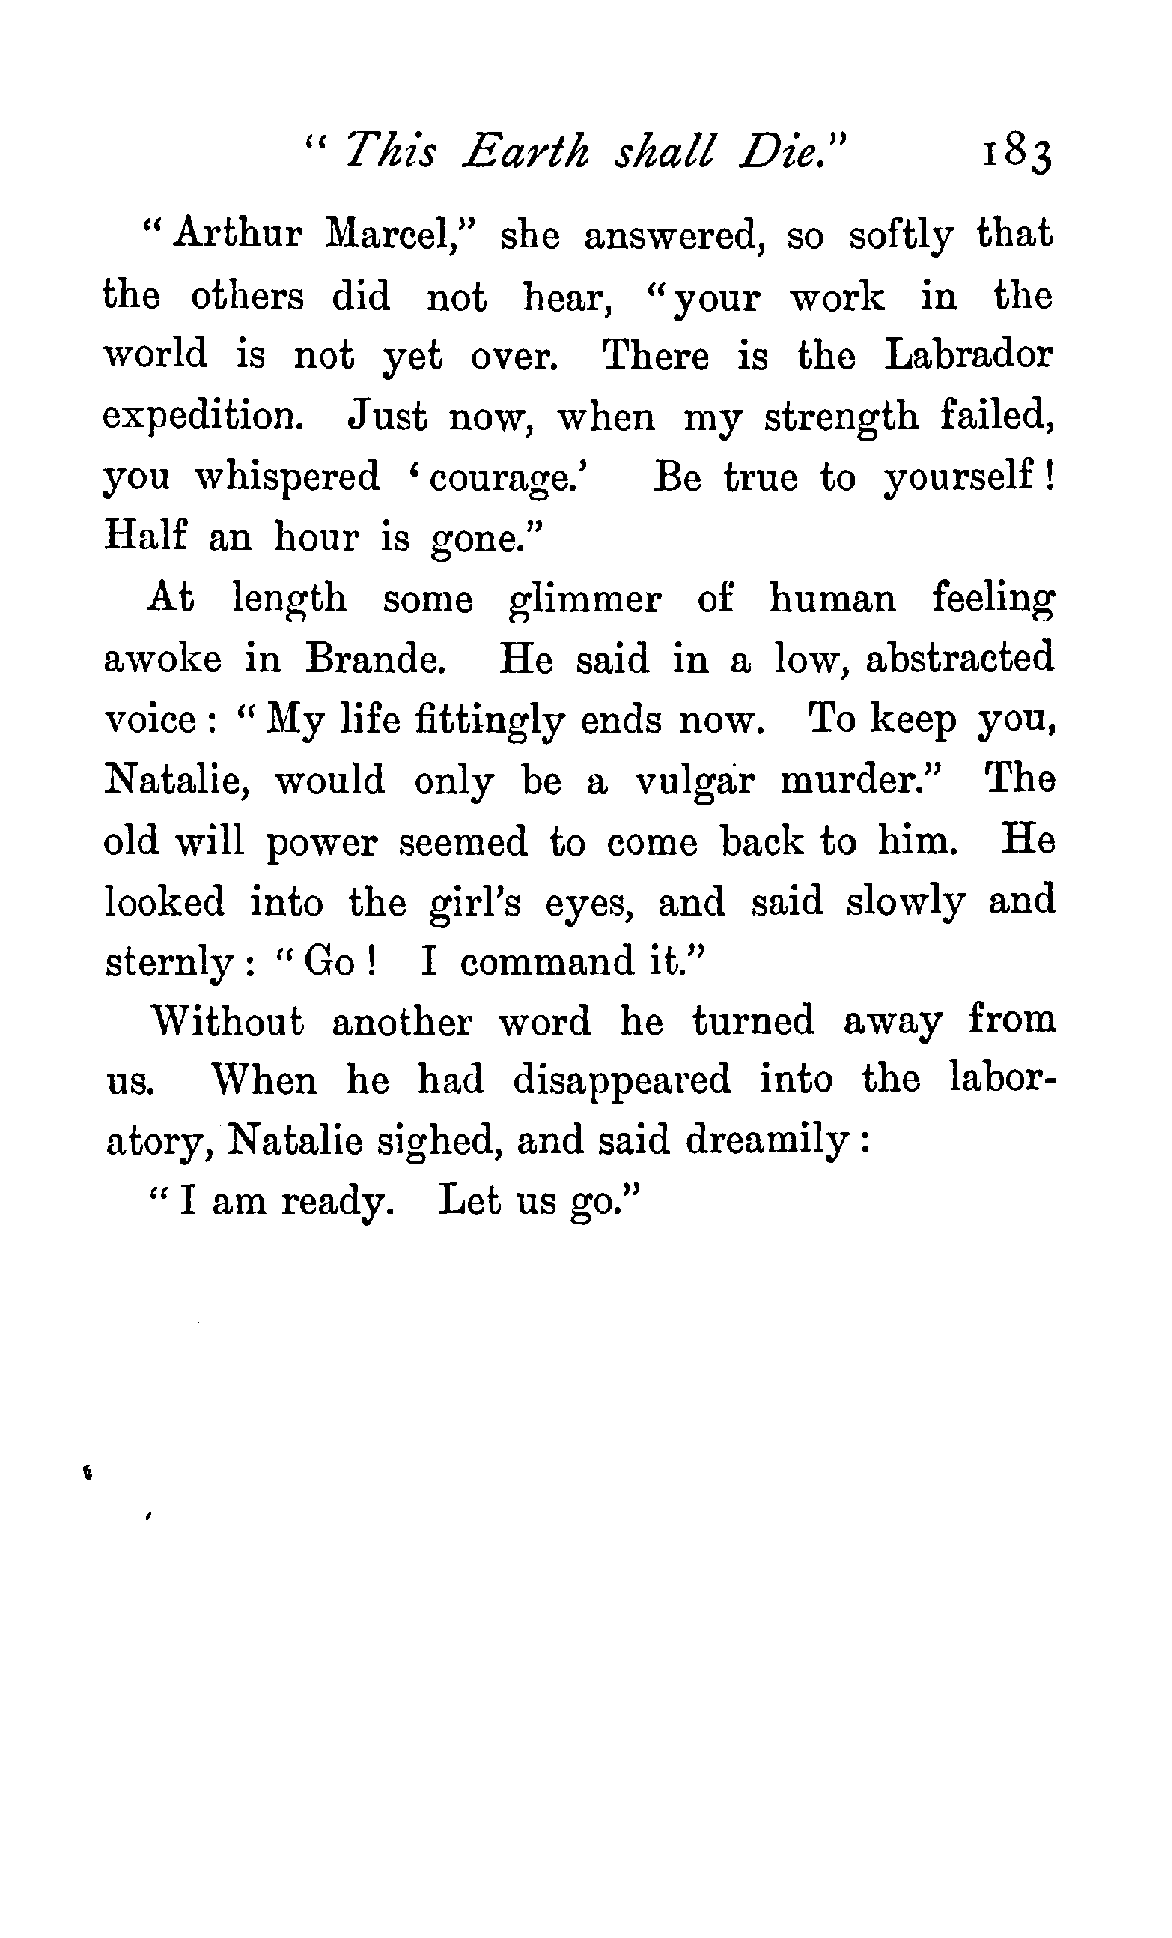 “ This Earth shall Die.” 183
“ Arthur Marcel,” she answered, so softly that
the others did not hear, “ your work in the
world is not yet over. There is the Labrador
expedition. Just now, when my strength failed,
you whispered ‘ courage.’ Be true to yourself !
Half an hour is gone.”
At length some glimmer of human feeling
awoke in Brande. He said in a low, abstracted
voice : “ My life fittingly ends now. To keep you,
Natalie, would only be a vulgar murder.” The
old will power seemed to come back to him. He
looked into the girl’s eyes, and said slowly and
sternly : “ Go ! I command it.”
Without another word he turned away from
us. When he had disappeared into the labor-
atory, Natalie sighed, and said dreamily :
“ I am ready. Let us go.”